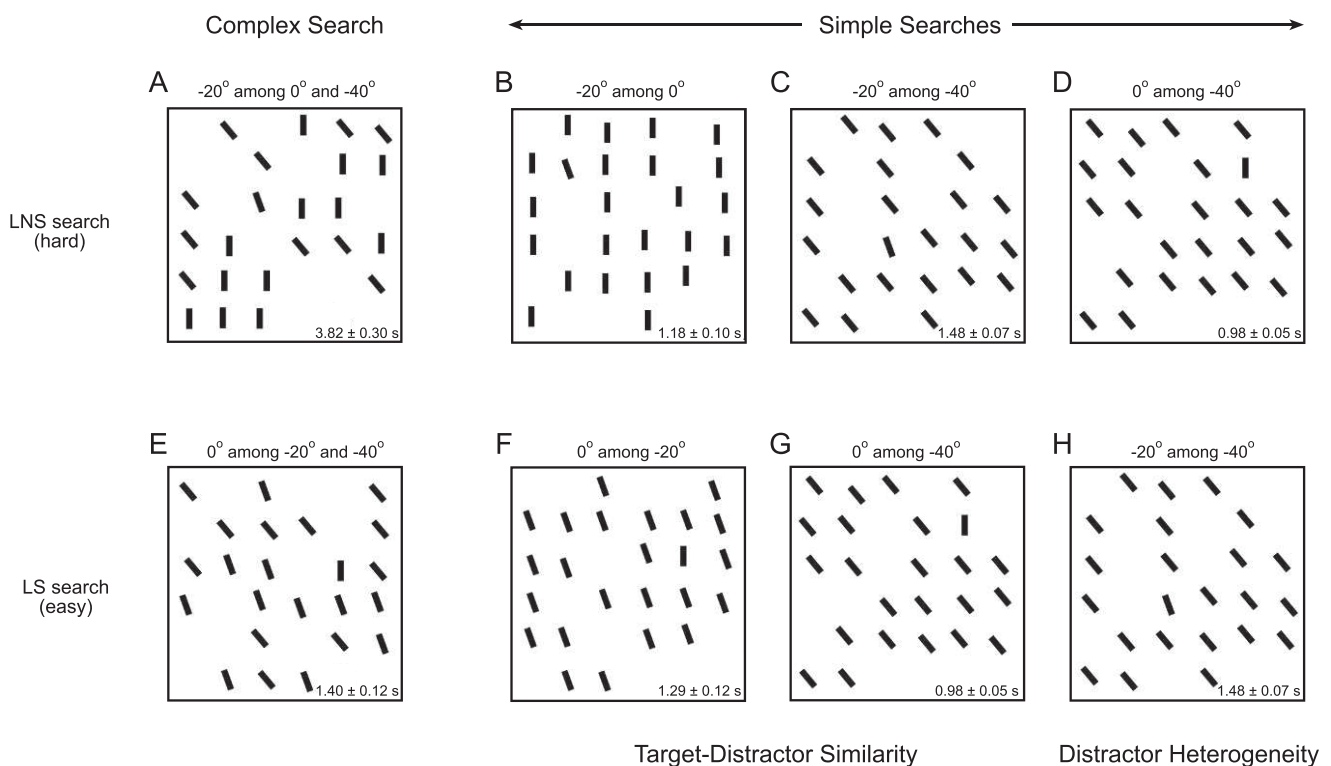 Complex Search
Simple Searches
A
-20° among 0° and -40°
B
-20° among 0°
C
-20° among -40°
D
0° among -40°
LNS search
(hard)
3.82 ± 0.30 s
1.18 ± 0.10 s
1.48 ± 0.07 s
0.98 ± 0.05 s
E
0° among -20° and -40°
F
0° among -20°
G
0° among -40°
H
-20° among -40°
LS search
(easy)
1.40 ± 0.12 s
1.29 ± 0.12 s
0.98 ± 0.05 s
1.48 ± 0.07 s
Target-Distractor Similarity
Distractor Heterogeneity